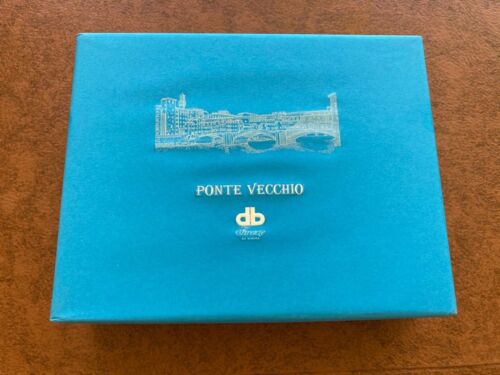 PONTE VECCHIO
db
Firenze